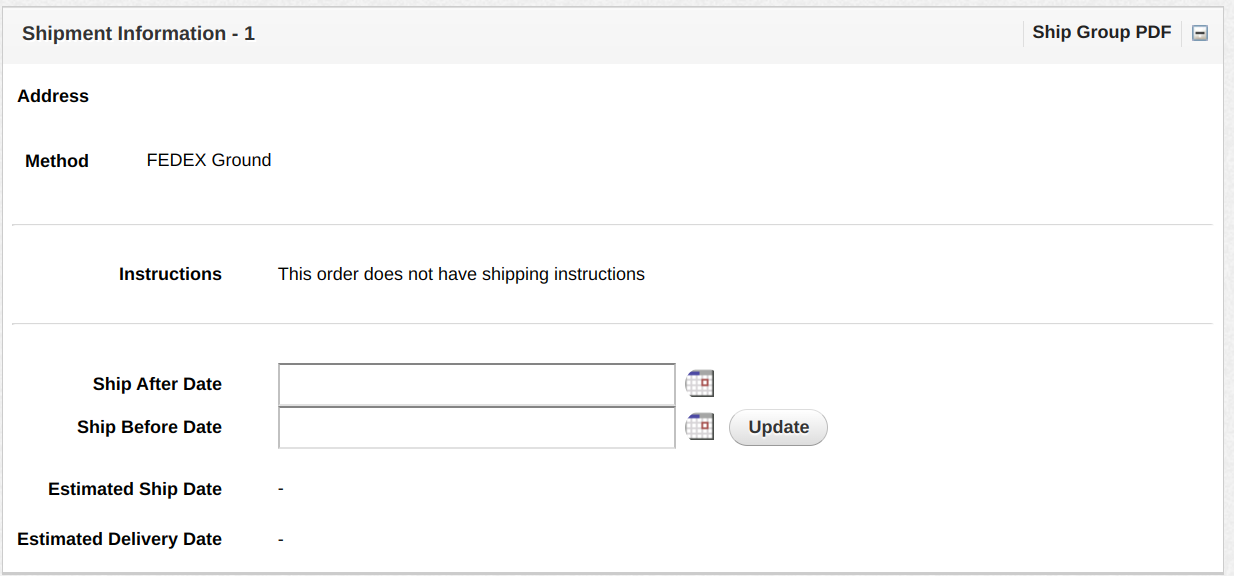 Shipment Information - 1
Ship Group PDF
Address
Method FEDEX Ground
Instructions This order does not have shipping instructions
Ship After Date
Ship Before Date Update
Estimated Ship Date -
Estimated Delivery Date -